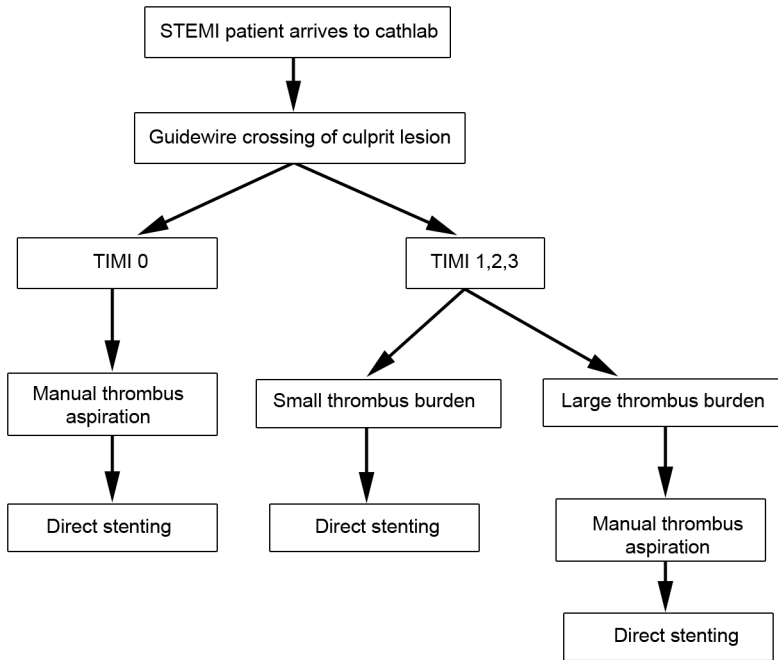 STEMI patient arrives to cathlab
Guidewire crossing of culprit lesion
TIMI 0
TIMI 1,2,3
Manual thrombus
aspiration
Small thrombus burden
Large thrombus burden
Direct stenting
Direct stenting
Manual thrombus
aspiration
Direct stenting